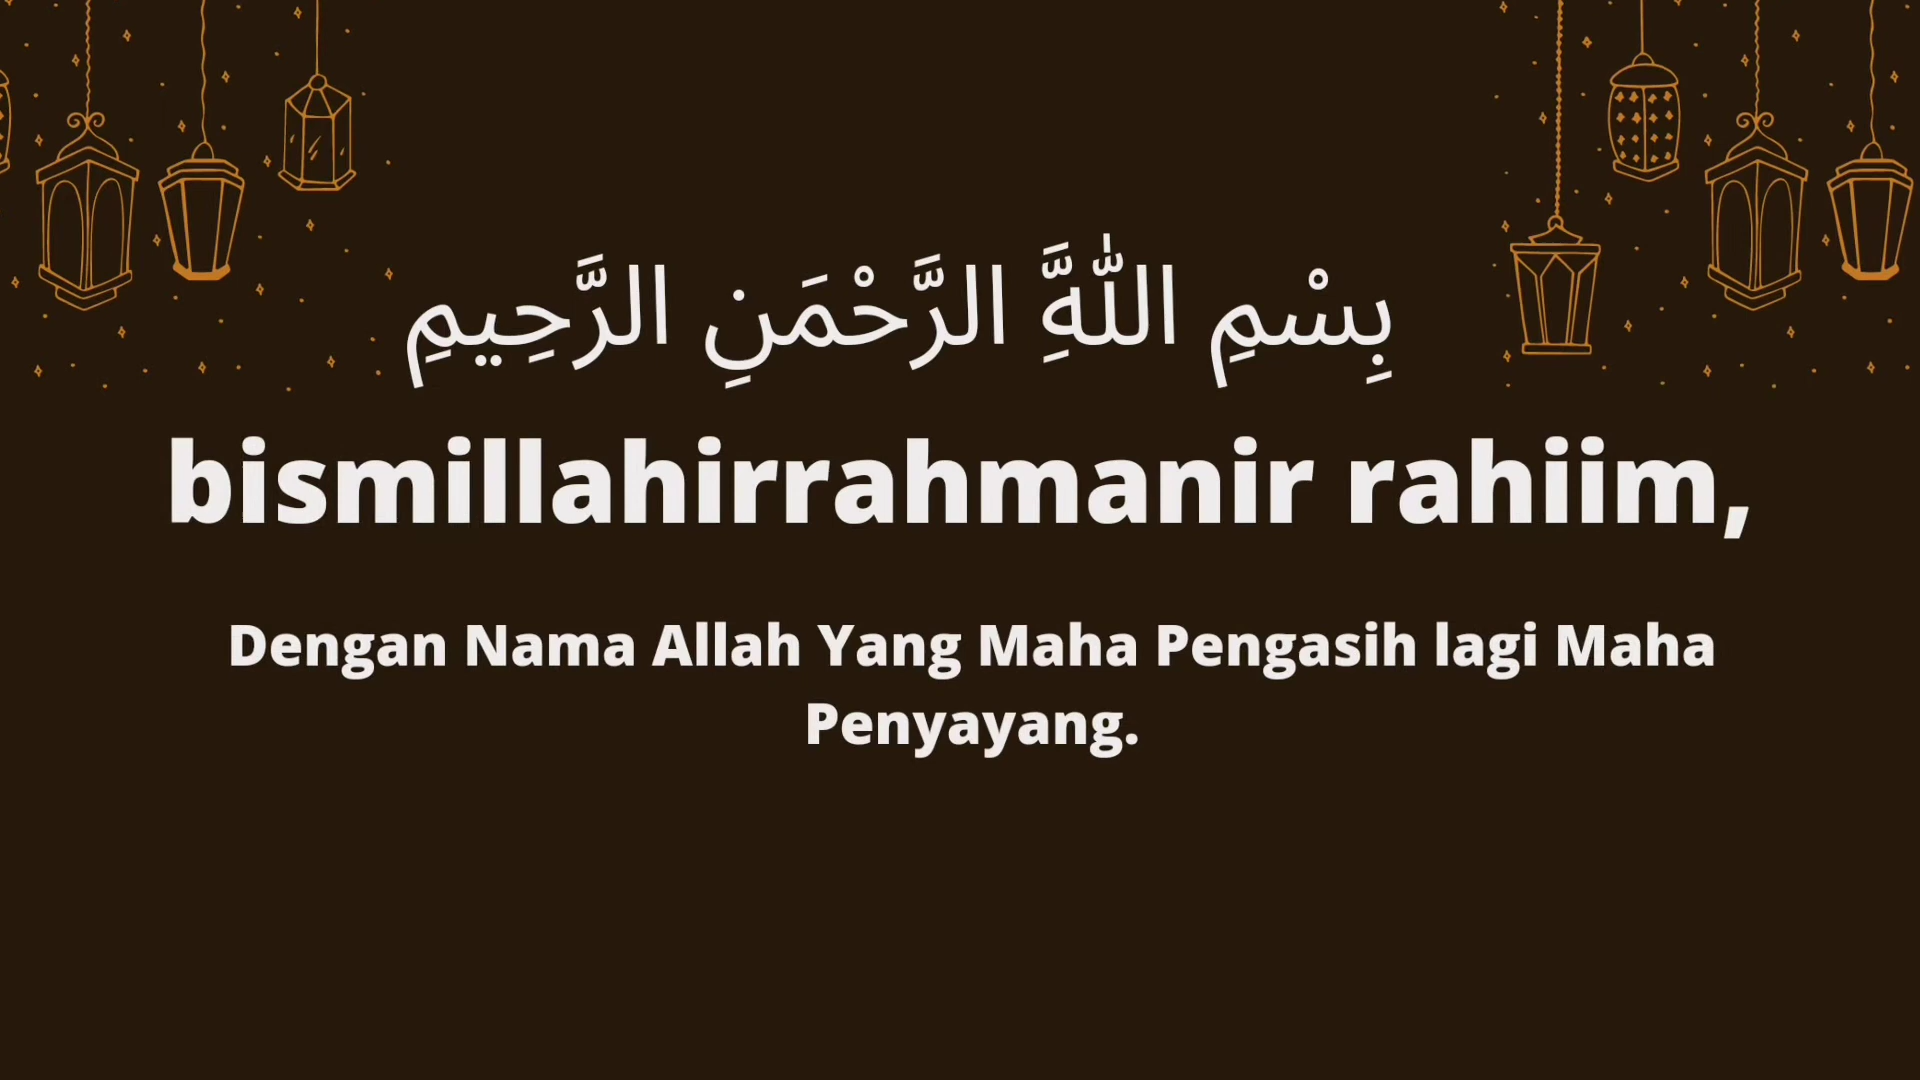 بِسْمِ اللّٰهَِّ الرَّحْمَنِ الرَّحِيمِ
bismillahirrahmanir rahiim,
Dengan Nama Allah Yang Maha Pengasih lagi Maha
Penyayang.